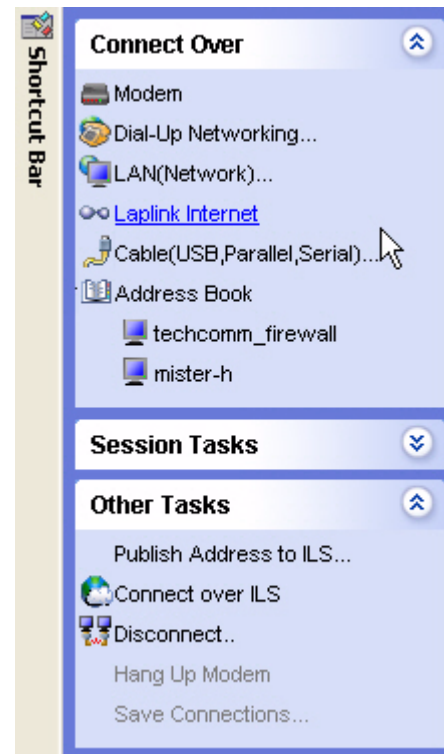 Shortcut Bar
Connect Over
Modem
Dial-Up Networking...
LAN(Network)...
Laplink Internet
Cable(USB,Parallel,Serial)...
Address Book
techcomm_firewall
mister-h
Session Tasks
Other Tasks
Publish Address to ILS...
Connect over ILS
Disconnect..
Hang Up Modem
Save Connections...